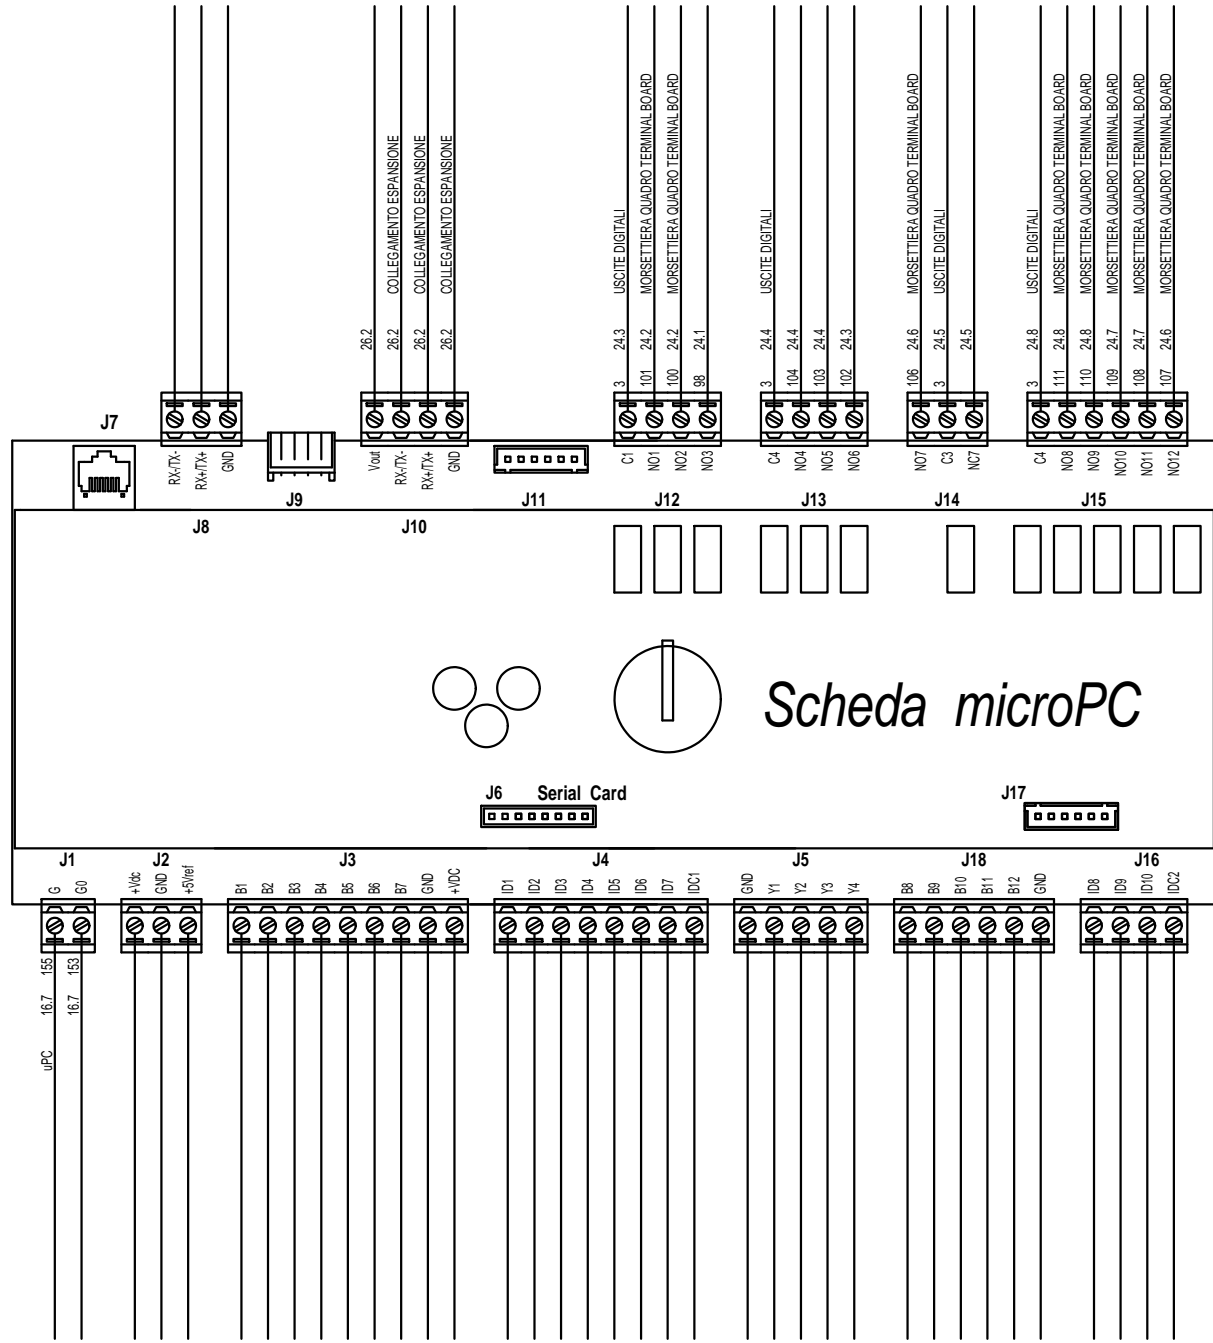 26.2
26.2 COLLEGAMENTO ESPANSIONE
26.2 COLLEGAMENTO ESPANSIONE
26.2 COLLEGAMENTO ESPANSIONE
3 24.3 USCITE DIGITALI
101 24.2 MORSETTIERA QUADRO TERMINAL BOARD
100 24.2 MORSETTIERA QUADRO TERMINAL BOARD
98 24.1
3 24.4 USCITE DIGITALI
104 24.4
103 24.4
102 24.3
106 24.6 MORSETTIERA QUADRO TERMINAL BOARD
3 24.5 USCITE DIGITALI
24.5
3 24.8 USCITE DIGITALI
111 24.8 MORSETTIERA QUADRO TERMINAL BOARD
110 24.8 MORSETTIERA QUADRO TERMINAL BOARD
109 24.7 MORSETTIERA QUADRO TERMINAL BOARD
108 24.7 MORSETTIERA QUADRO TERMINAL BOARD
107 24.6 MORSETTIERA QUADRO TERMINAL BOARD
J7
RX-/TX-
RX+/TX+
GND
Vout
RX-/TX-
RX+/TX+
GND
C1
NO1
NO2
NO3
C4
NO4
NO5
NO6
NO7
C3
NC7
C4
NO8
NO9
NO10
NO11
NO12
J8
J9
J10
J11
J12
J13
J14
J15
Scheda microPC
J6 Serial Card
J17
J1
J2
J3
J4
J5
J18
J16
G
G0
+Vdc
GND
+5Vref
B1
B2
B3
B4
B5
B6
B7
GND
+VDC
ID1
ID2
ID3
ID4
ID5
ID6
ID7
IDC1
GND
Y1
Y2
Y3
Y4
B8
B9
B10
B11
B12
GND
ID8
ID9
ID10
IDC2
uPC 16.7 155
16.7 153